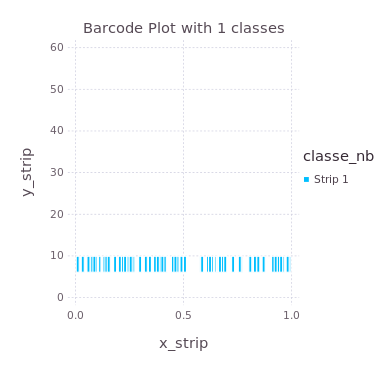 Barcode Plot with 1 classes
60
50
40
30
20
10
0
y_strip
0.0
0.5
1.0
x_strip
classe_nb
Strip 1